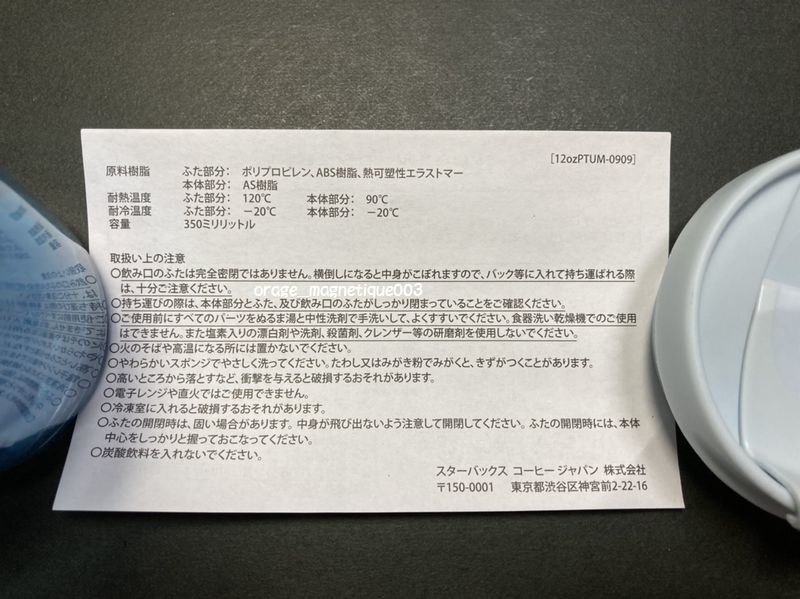 [12ozPTUM-0909]
原料樹脂 ふた部分： ポリプロピレン、ABS樹脂、熱可塑性エラストマー
本体部分： AS樹脂
耐熱温度 ふた部分： 120℃ 本体部分： 90℃
耐冷温度 ふた部分： －20℃ 本体部分： －20℃
容量 350ミリリットル
取扱い上の注意
○飲み口のふたは完全密閉ではありません。横倒しになると中身がこぼれますので、バック等に入れて持ち運ばれる際
は、十分ご注意ください。
orage_magnetique003
○持ち運びの際は、本体部分とふた、及び飲み口のふたがしっかり閉まっていることをご確認ください。
○ご使用前にすべてのパーツをぬるま湯と中性洗剤で手洗いして、よくすすいでください。食器洗い乾燥機でのご使用
はできません。また塩素入りの漂白剤や洗剤、殺菌剤、クレンザー等の研磨剤を使用しないでください。
○火のそばや高温になる所には置かないでください。
○やわらかいスポンジでやさしく洗ってください。たわし又はみがき粉でみがくと、きずがつくことがあります。
○高いところから落とすなど、衝撃を与えると破損するおそれがあります。
○電子レンジや直火ではご使用できません。
○冷凍室に入れると破損するおそれがあります。
○ふたの開閉時は、固い場合があります。中身が飛び出ないよう注意して開閉してください。ふたの開閉時には、本体
中心をしっかりと握っておこなってください。
○炭酸飲料を入れないでください。
スターバックス コーヒー ジャパン 株式会社
〒150-0001 東京都渋谷区神宮前2-22-16